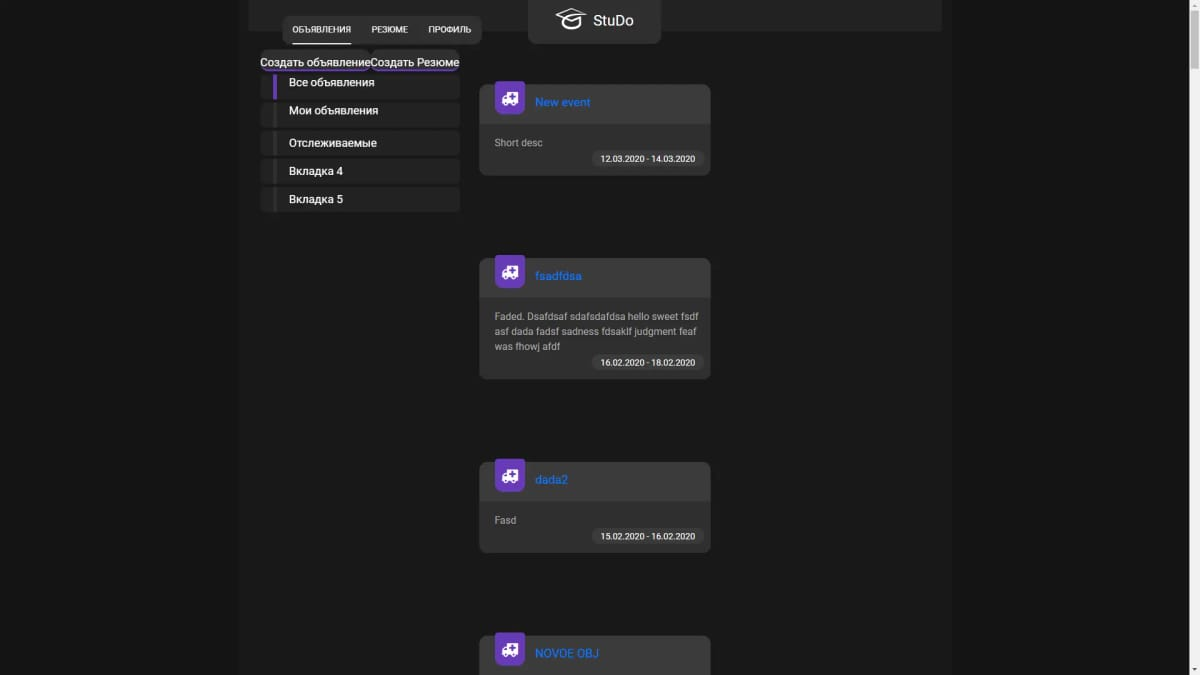 ОБЪЯВЛЕНИЯ РЕЗЮМЕ ПРОФИЛЬ
StuDo
Создать объявление Создать Резюме
Все объявления
Мои объявления
Отслеживаемые
Вкладка 4
Вкладка 5
New event
Short desc
12.03.2020 - 14.03.2020
fsadfdsa
Faded. Dsafdsaf sdafsdafdsa hello sweet fsdf
asf dada fadsf sadness fdsaklf judgment feaf
was fhowj afdf
16.02.2020 - 18.02.2020
dada2
Fasd
15.02.2020 - 16.02.2020
NOVOE OBJ